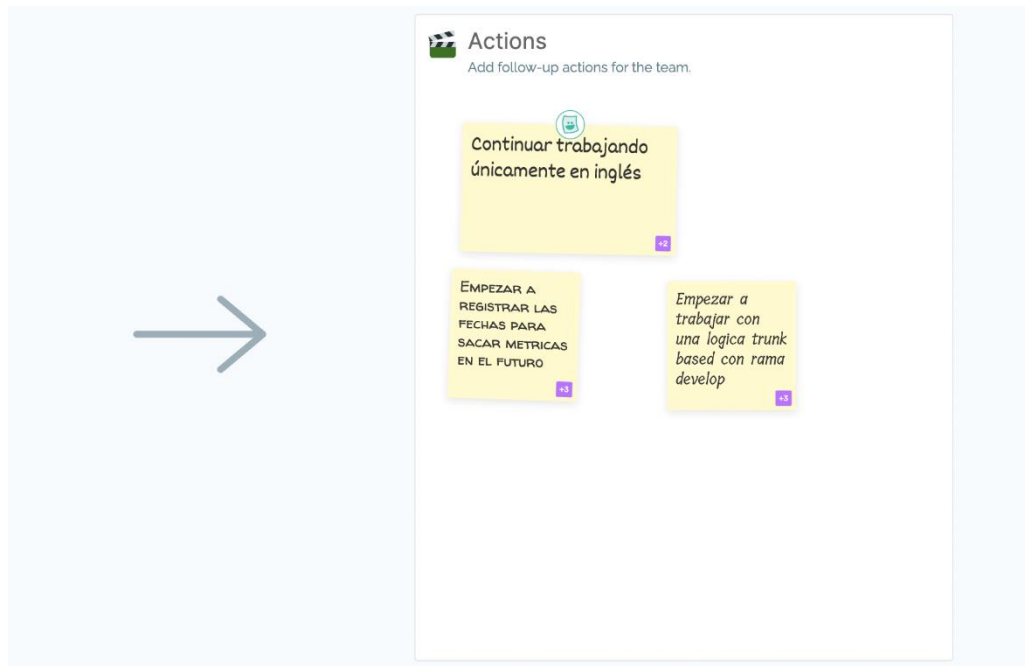 Actions
Add follow-up actions for the team.
Continuar trabajando
únicamente en inglés
+2
EMPEZAR A
REGISTRAR LAS
FECHAS PARA
SACAR METRICAS
EN EL FUTURO
+3
Empezar a
trabajar con
una logica trunk
based con rama
develop
+3